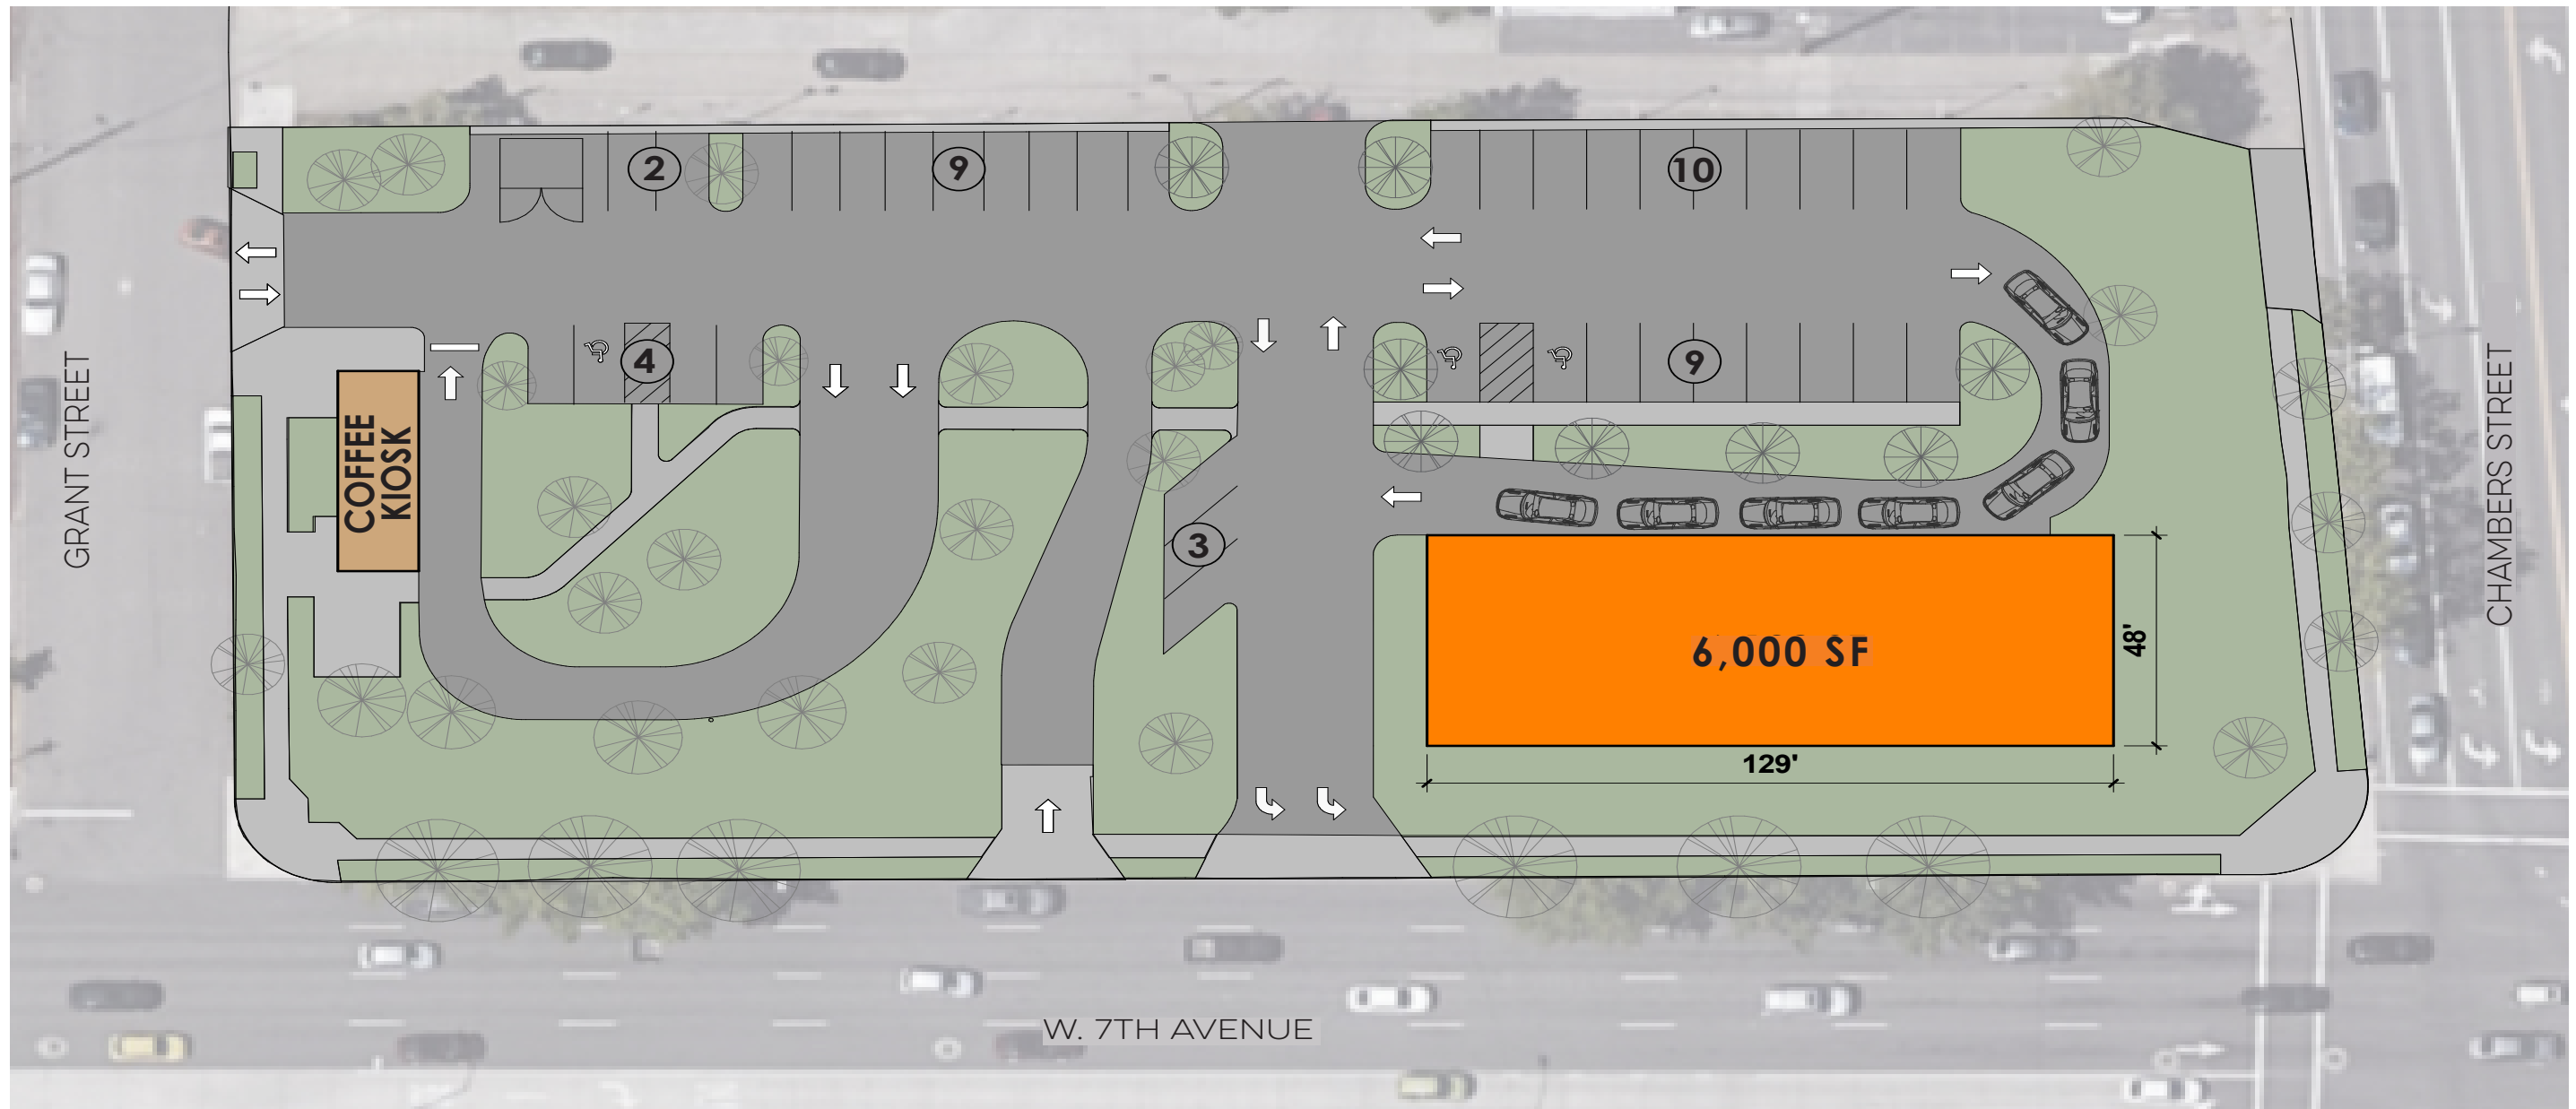 2
9
10
4
9
GRANT STREET
COFFEE
KIOSK
3
CHAMBERS STREET
6,000 SF
48'
129'
W. 7TH AVENUE